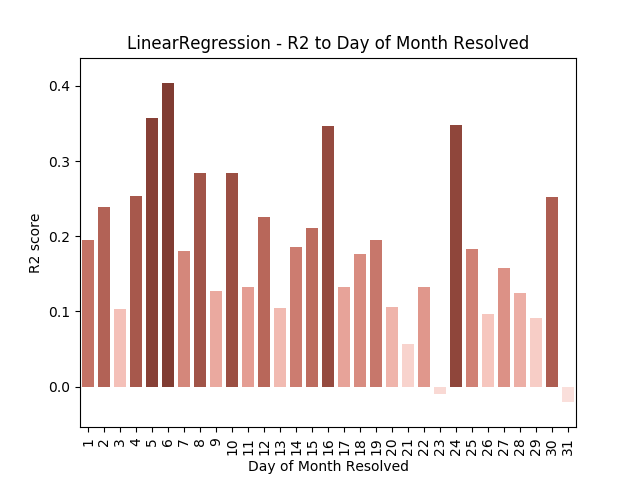 LinearRegression - R2 to Day of Month Resolved
R2 score
0.4
0.3
0.2
0.1
0.0
1 2 3 4 5 6 7 8 9 10 11 12 13 14 15 16 17 18 19 20 21 22 23 24 25 26 27 28 29 30 31
Day of Month Resolved